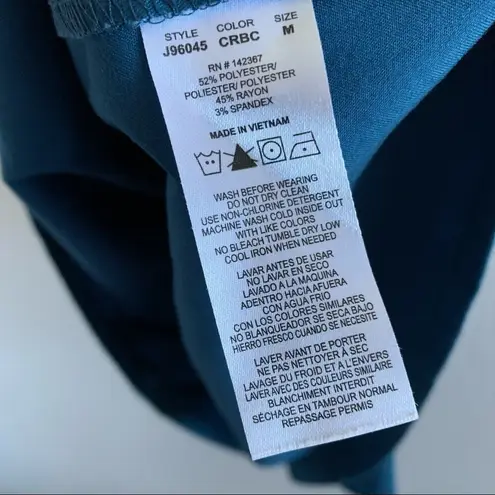 STYLE COLOR SIZE
J96045 CRBC M
RN # 142367
52% POLYESTER/
POLIESTER/ POLYESTER
45% RAYON
3% SPANDEX
MADE IN VIETNAM
WASH BEFORE WEARING
DO NOT DRY CLEAN
USE NON-CHLORINE DETERGENT
MACHINE WASH COLD INSIDE OUT
WITH LIKE COLORS
NO BLEACH TUMBLE DRY LOW
COOL IRON WHEN NEEDED
LAVAR ANTES DE USAR
NO LAVAR EN SECO
LAVADO A LA MAQUINA
ADENTRO HACIA AFUERA
CON AGUA FRIO
CON LOS COLORES SIMILARES
NO BLANQUEADOR SE SECA BAJO
HIERRO FRESCO CUANDO SE NECESITE
LAVER AVANT DE PORTER
NE PAS NETTOYER À SEC
LAVAGE DU FROID ET A L'ENVERS
LAVER AVEC DES COULEURS SIMILAIRE
BLANCHIMENT INTERDIT
SÉCHAGE EN TAMBOUR NORMAL
REPASSAGE PERMIS